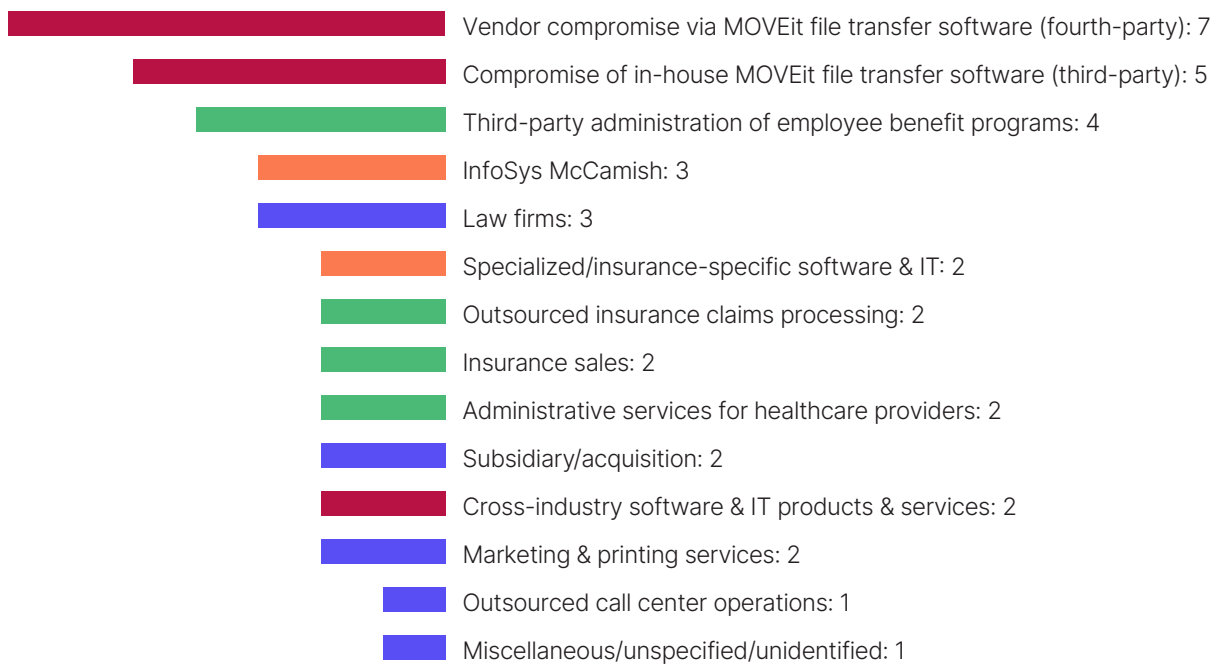 Vendor compromise via MOVEit file transfer software (fourth-party): 7
Compromise of in-house MOVEit file transfer software (third-party): 5
Third-party administration of employee benefit programs: 4
InfoSys McCamish: 3
Law firms: 3
Specialized/insurance-specific software & IT: 2
Outsourced insurance claims processing: 2
Insurance sales: 2
Administrative services for healthcare providers: 2
Subsidiary/acquisition: 2
Cross-industry software & IT products & services: 2
Marketing & printing services: 2
Outsourced call center operations: 1
Miscellaneous/unspecified/unidentified: 1